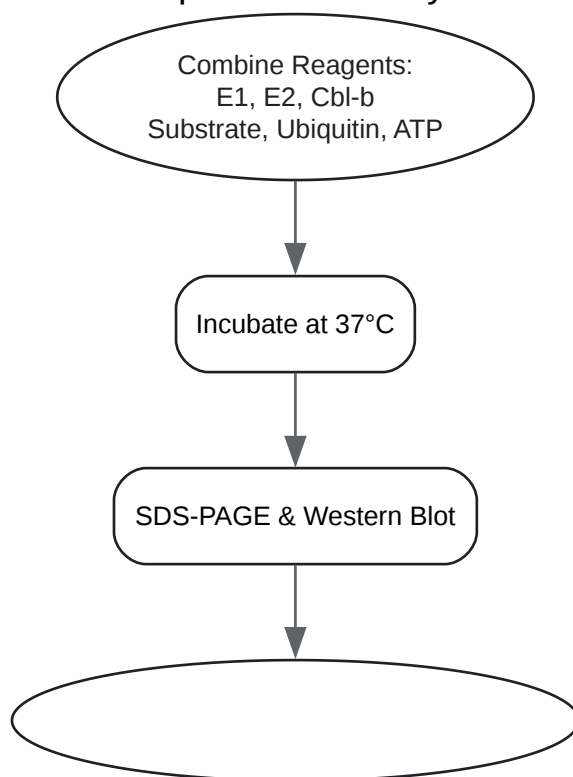 Combine Reagents:
E1, E2, Cbl-b
Substrate, Ubiquitin, ATP
Incubate at 37°C
SDS-PAGE & Western Blot